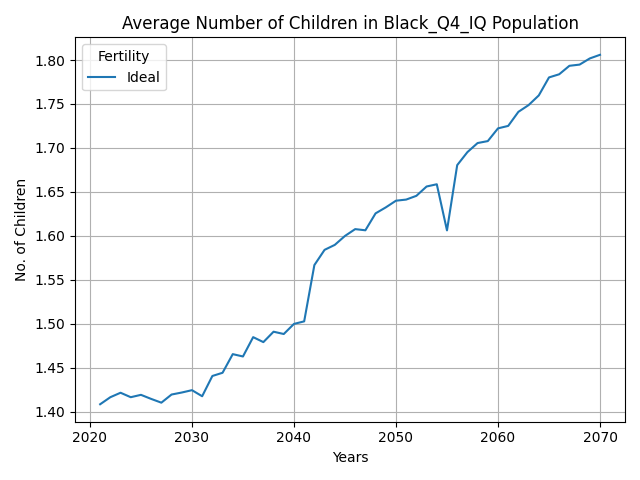 Average Number of Children in Black_Q4_IQ Population
Fertility
Ideal
No. of Children
1.80
1.75
1.70
1.65
1.60
1.55
1.50
1.45
1.40
2020 2030 2040 2050 2060 2070
Years